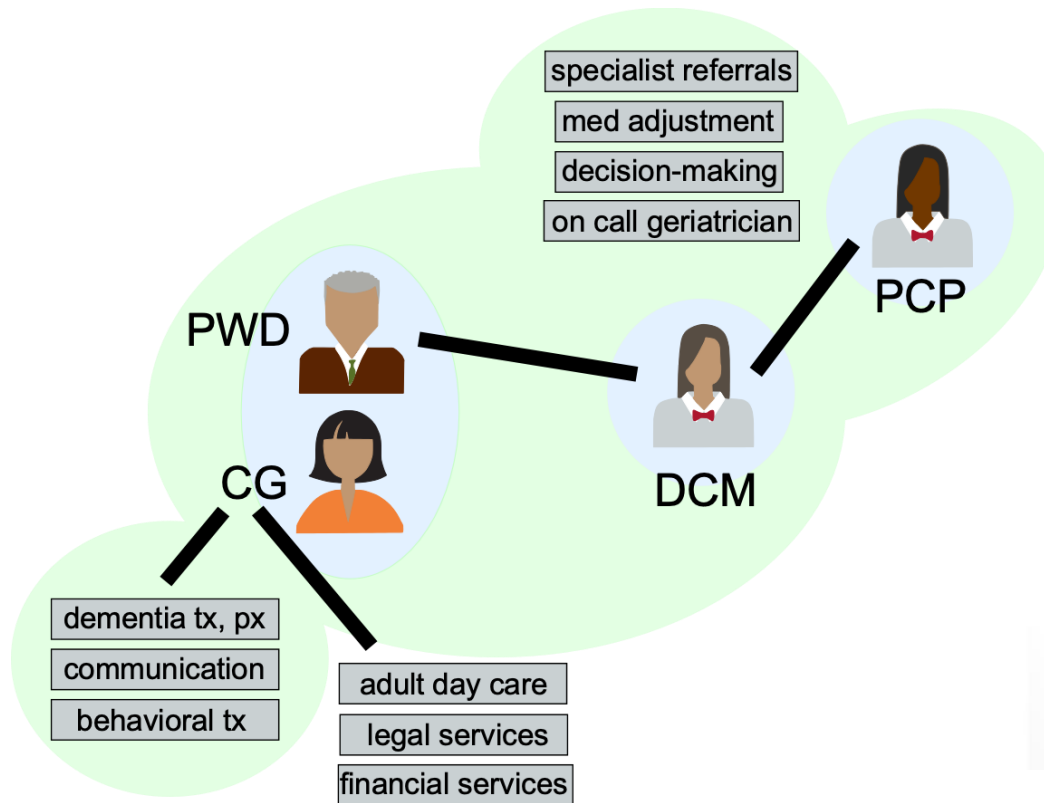 specialist referrals
med adjustment
decision-making
on call geriatrician
PCP
PWD
DCM
CG
dementia tx, px
communication
behavioral tx
adult day care
legal services
financial services